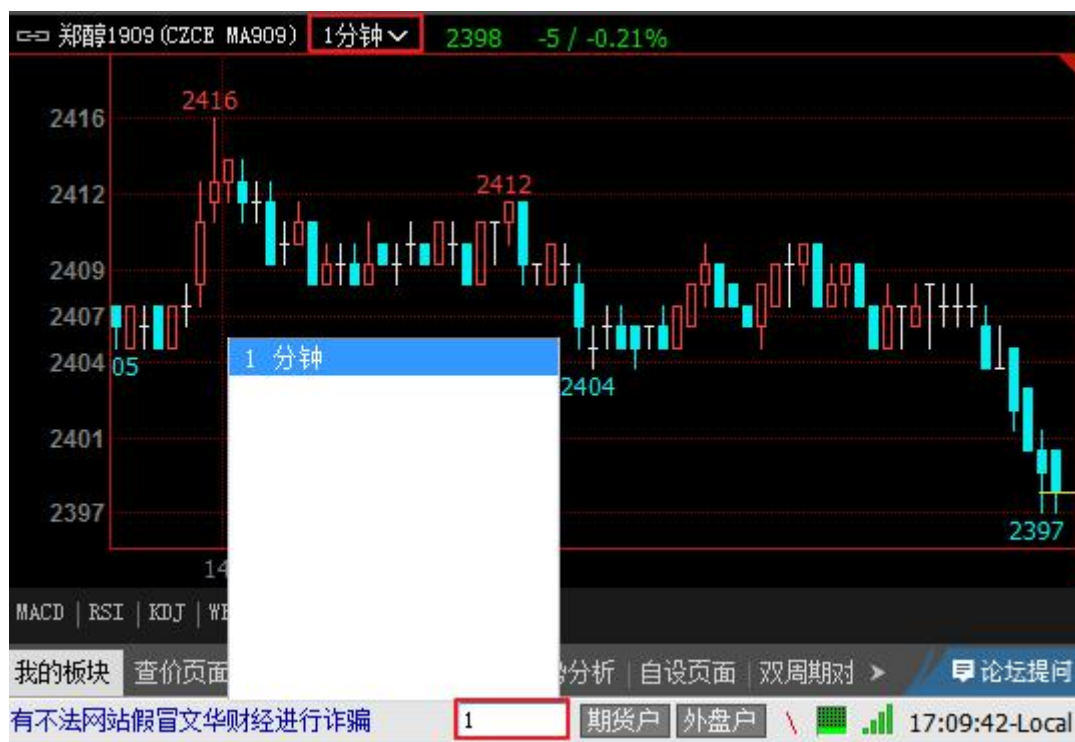 郑醇1909(CZCE MA909) 1分钟 2398 -5 / -0.21%
2416
2416
2412
2412
2409
2407
2404 05
1 分钟
2404
2401
2397
2397
14
MACD | RSI | KDJ |
我的板块 查价页面 分析 | 自设页面 | 双周期对 > 论坛提问
有不法网站假冒文华财经进行诈骗 1 期货户 外盘户 17:09:42-Local